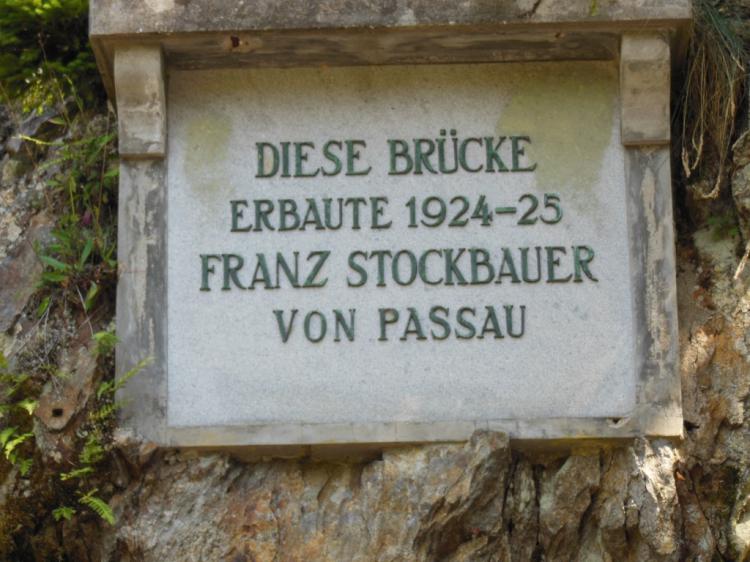 DIESE BRÜCKE
ERBAUTE 1924-25
FRANZ STOCKBAUER
VON PASSAU